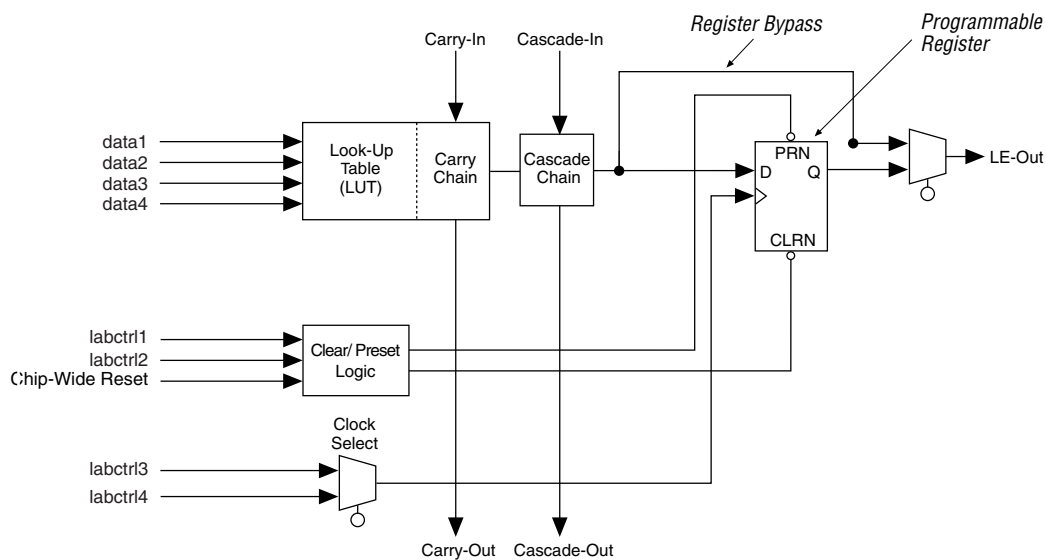 Register Bypass
Programmable
Register
Carry-In
Cascade-In
data1
data2
data3
data4
Look-Up
Table
(LUT)
Carry
Chain
Cascade
Chain
PRN
D
Q
CLRN
LE-Out
labctrl1
labctrl2
Chip-Wide Reset
Clear/ Preset
Logic
Clock
Select
labctrl3
labctrl4
Carry-Out
Cascade-Out